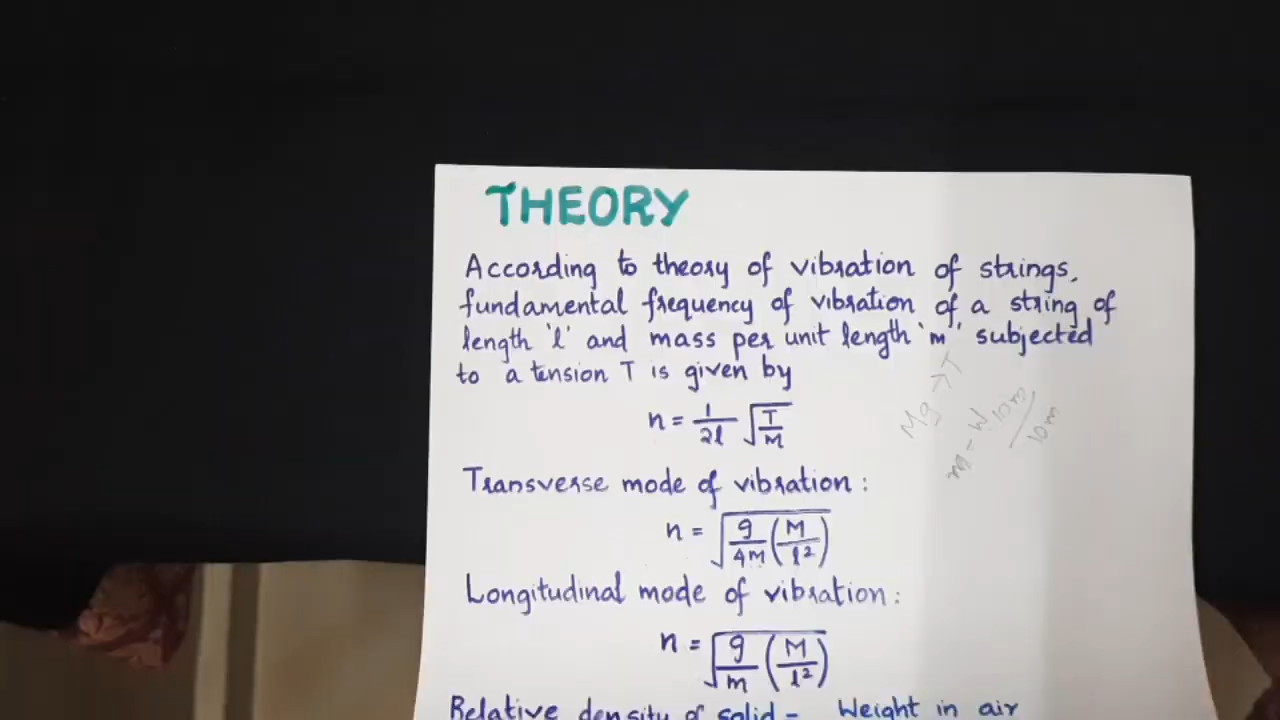 THEORY
According to theory of vibration of strings,
fundamental frequency of vibration of a string of
length 'l' and mass per unit length 'm' subjected
to a tension T is given by
n = 1/2l √T/M
Transverse mode of vibration :
n = √g/4M (M/l²)
Longitudinal mode of vibration :
n = √g/m (M/l²)
Relative density of solid = Weight in air
Mg → T